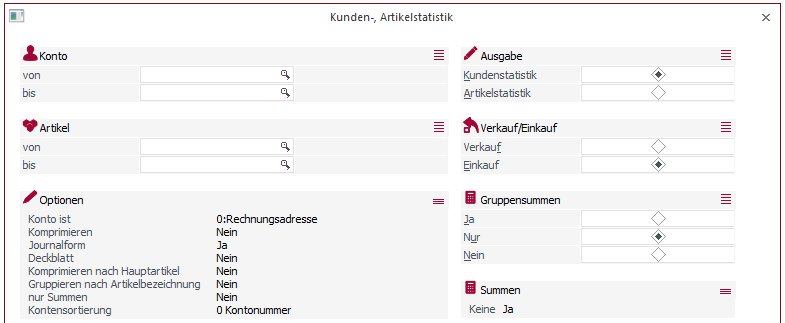 Kunden-, Artikelstatistik
Konto
von
bis
Artikel
von
bis
Optionen
Konto ist 0:Rechnungsadresse
Komprimieren Nein
Journalform Ja
Deckblatt Nein
Komprimieren nach Hauptartikel Nein
Gruppieren nach Artikelbezeichnung Nein
nur Summen Nein
Kontensortierung 0 Kontonummer
Ausgabe
Kundenstatistik
Artikelstatistik
Verkauf/Einkauf
Verkauf
Einkauf
Gruppensummen
Ja
Nur
Nein
Summen
Keine Ja